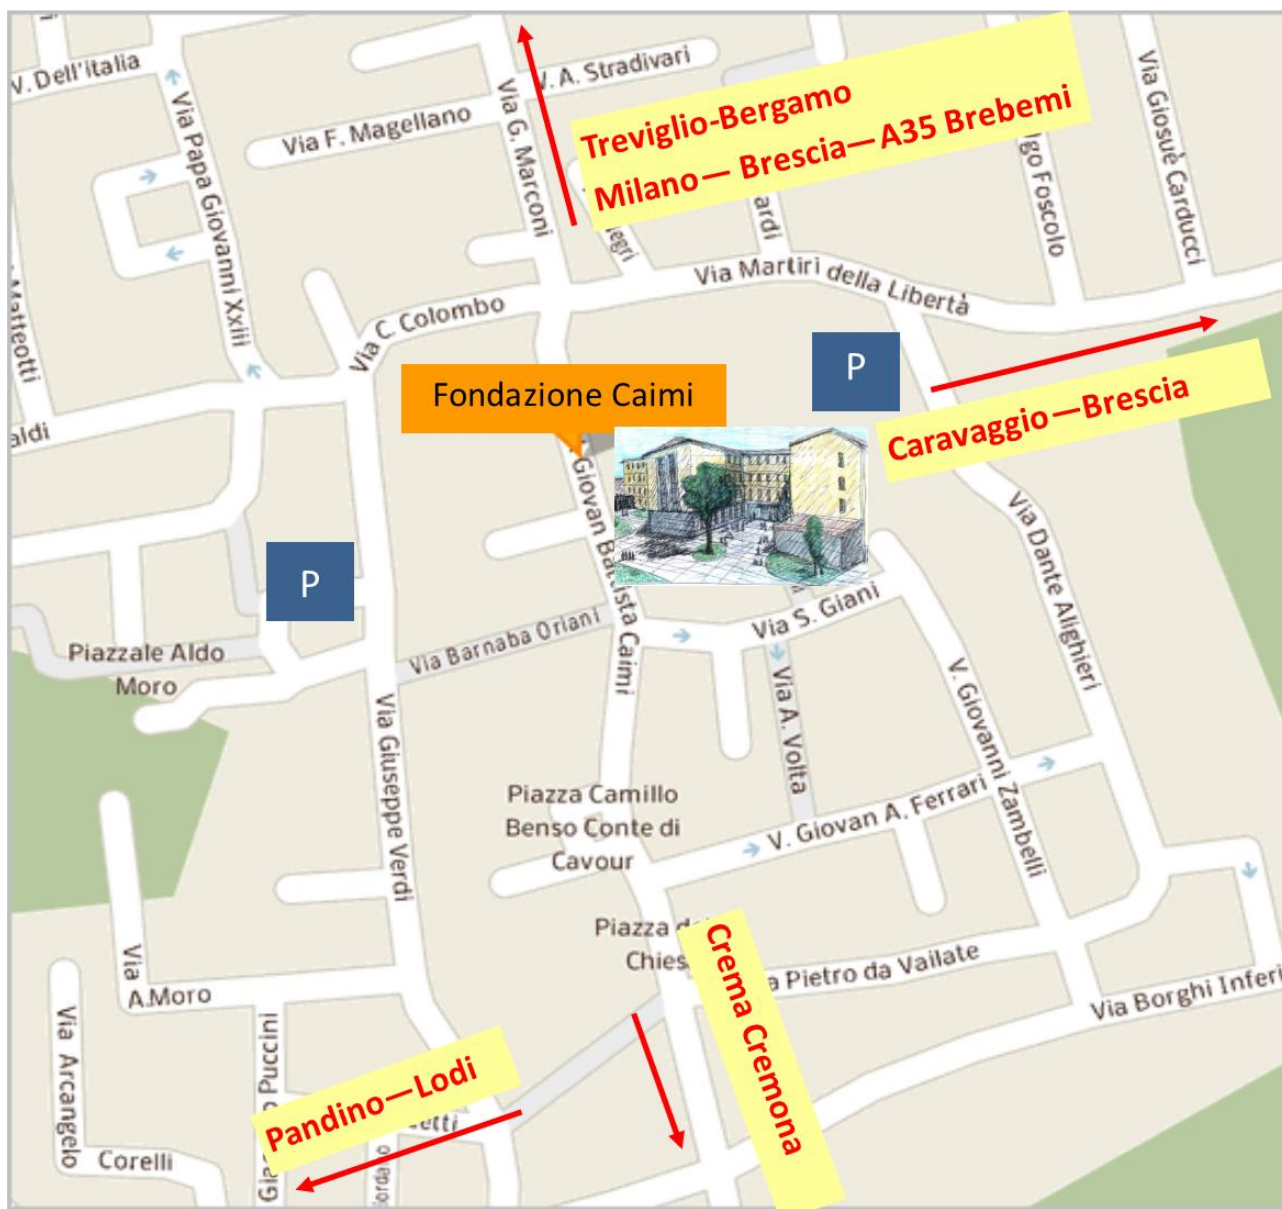 V. Dell'italia
Via Papa Giovanni Xxiii
Via F. Magellano
Via G. Marconi
V. A. Stradivari
Treviglio-Bergamo
Milano— Brescia—A35 Brebemi
Via Giosuè Carducci
Foscolo
Matteotti
Via C. Colombo
Via Martiri della Libertà
P
Fondazione Caimi
Caravaggio—Brescia
Giovan Battista Caimi
Via Dante Alighieri
P
Piazzale Aldo
Moro
Via Barnaba Oriani
Via S. Giani
Via Giuseppe Verdi
Via A. Volta
V. Giovanni Zambelli
Piazza Camillo
Benso Conte di
Cavour
V. Giovan A. Ferrari
Piazza
Crema Cremona
Pietro da Vailate
Via Borghi Inferi
Via
A.Moro
Via Arcangelo
Corelli
Puccini
Pandino—Lodi